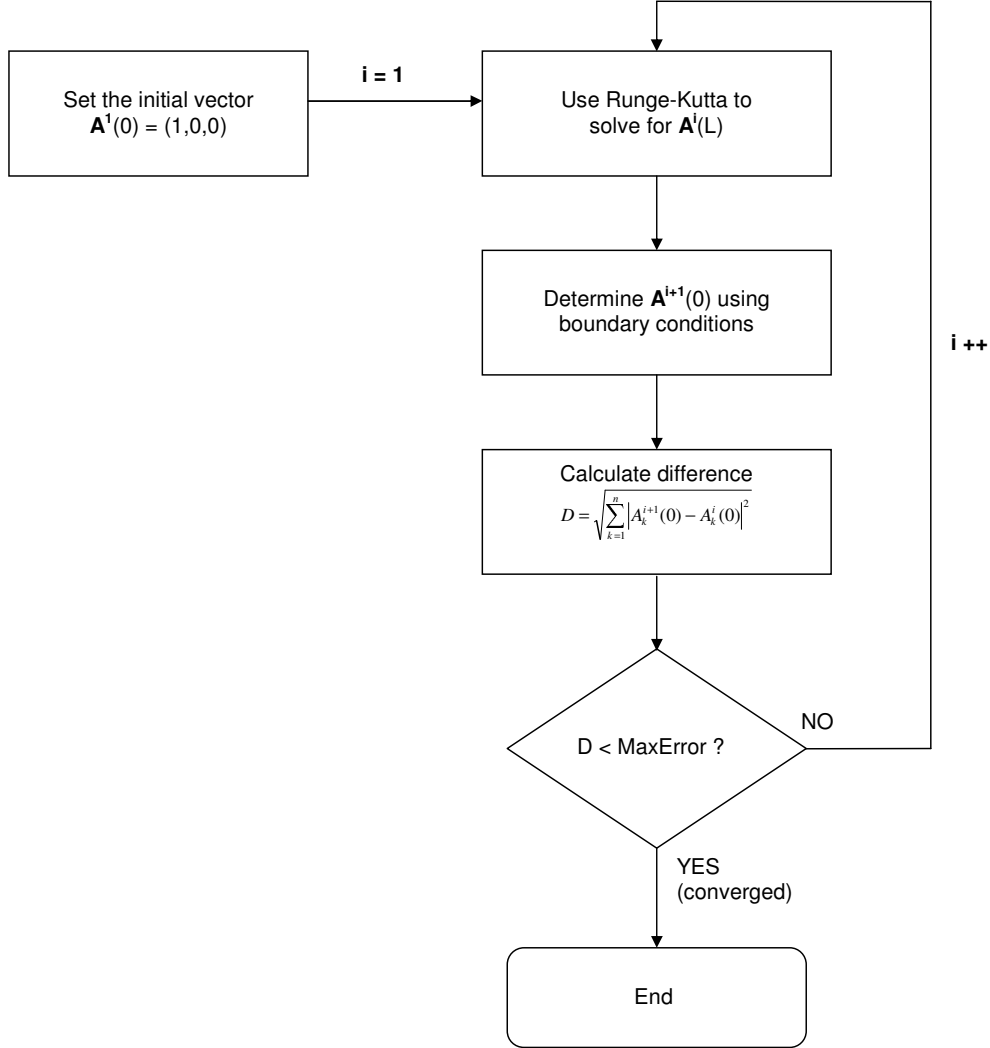 Set the initial vector
A¹(0) = (1,0,0)
i = 1
Use Runge-Kutta to
solve for Aⁱ(L)
Determine Aⁱ⁺¹(0) using
boundary conditions
i ++
Calculate difference
D = √∑ₖ₌₁ⁿ |Aₖⁱ⁺¹(0) − Aₖⁱ(0)|²
D < MaxError ?
NO
YES
(converged)
End